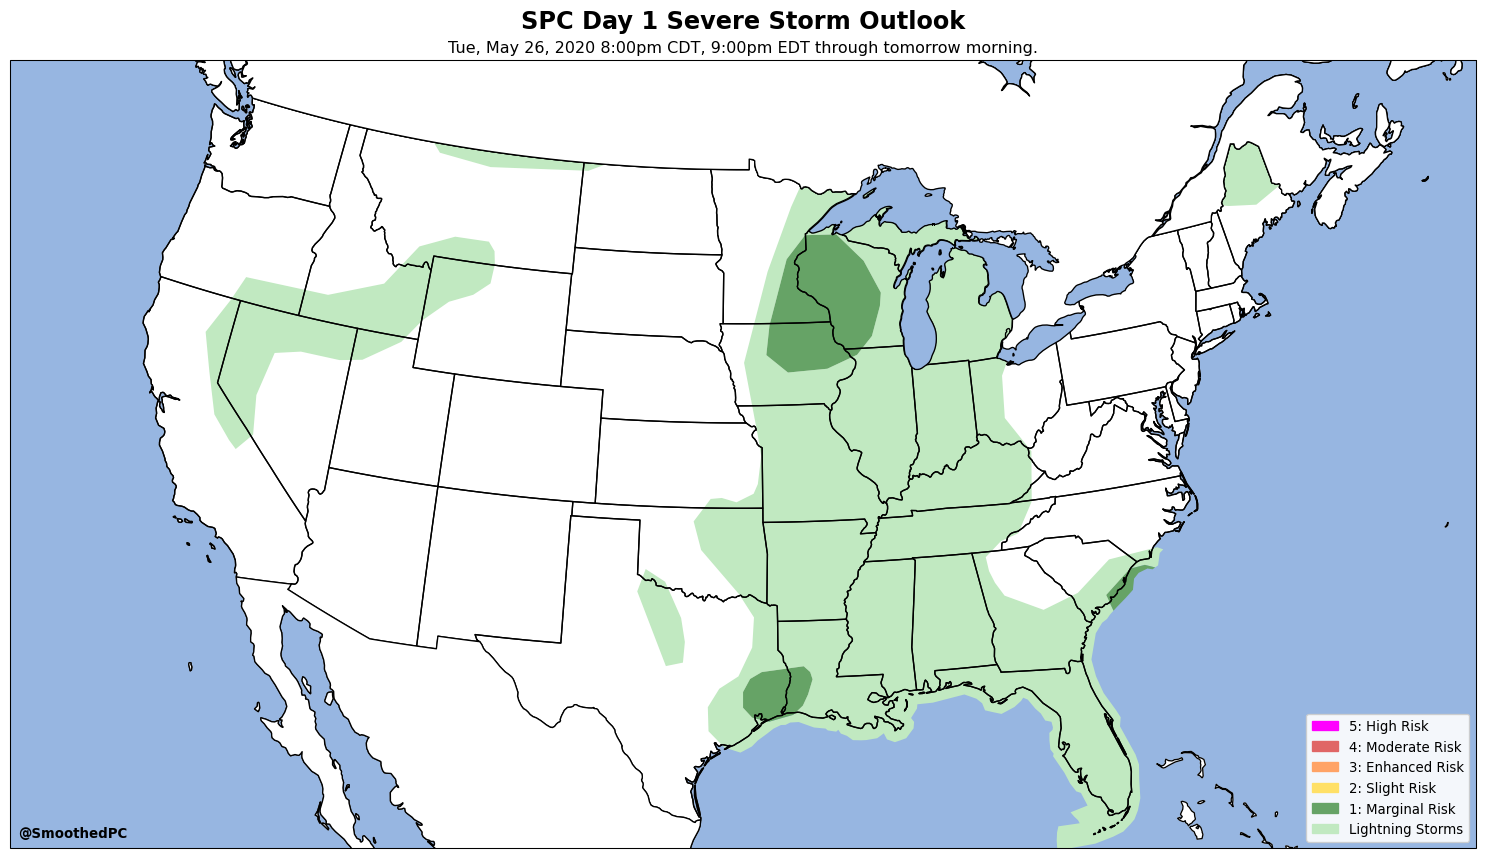 SPC Day 1 Severe Storm Outlook
Tue, May 26, 2020 8:00pm CDT, 9:00pm EDT through tomorrow morning.
5: High Risk
4: Moderate Risk
3: Enhanced Risk
2: Slight Risk
1: Marginal Risk
Lightning Storms
@SmoothedPC